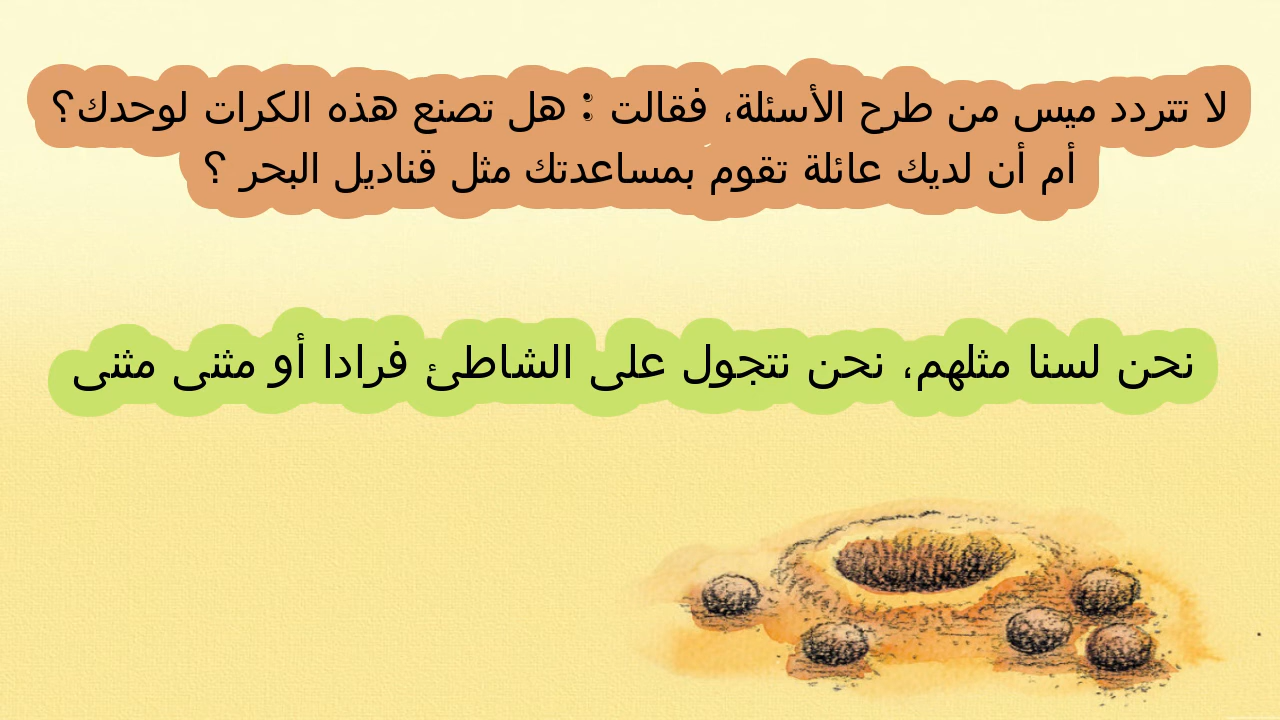 لا تتردد ميس من طرح الأسئلة، فقالت : هل تصنع هذه الكرات لوحدك؟
أم أن لديك عائلة تقوم بمساعدتك مثل قناديل البحر ؟
نحن لسنا مثلهم، نحن نتجول على الشاطئ فرادا أو مثنى مثنى